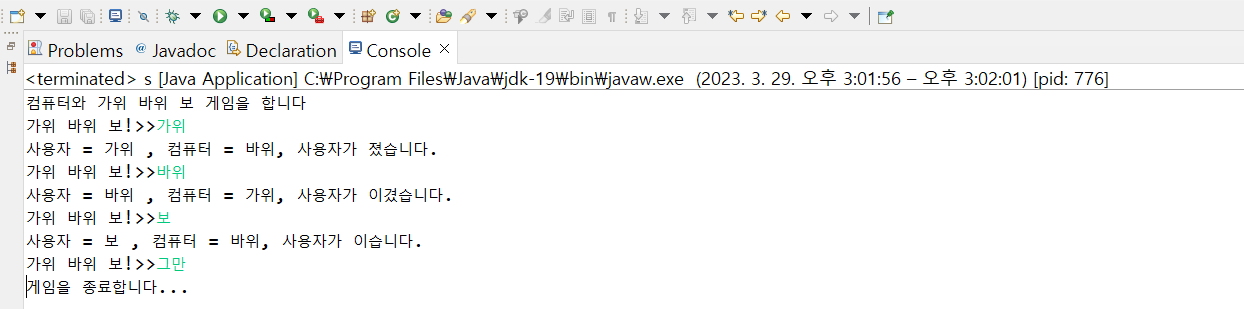 Problems Javadoc Declaration Console
<terminated> s [Java Application] C:₩Program Files₩Java₩jdk-19₩bin₩javaw.exe (2023. 3. 29. 오후 3:01:56 – 오후 3:02:01) [pid: 776]
컴퓨터와 가위 바위 보 게임을 합니다
가위 바위 보!>>가위
사용자 = 가위 , 컴퓨터 = 바위, 사용자가 졌습니다.
가위 바위 보!>>바위
사용자 = 바위 , 컴퓨터 = 가위, 사용자가 이겼습니다.
가위 바위 보!>>보
사용자 = 보 , 컴퓨터 = 바위, 사용자가 이습니다.
가위 바위 보!>>그만
게임을 종료합니다...